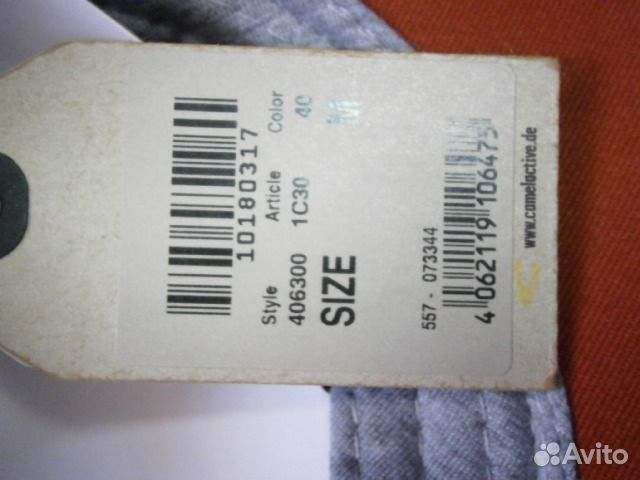 10180317
Style Article Color
406300 1C30 40
SIZE M
557 - 073344
4 062119 106475
www.camelactive.de
Avito